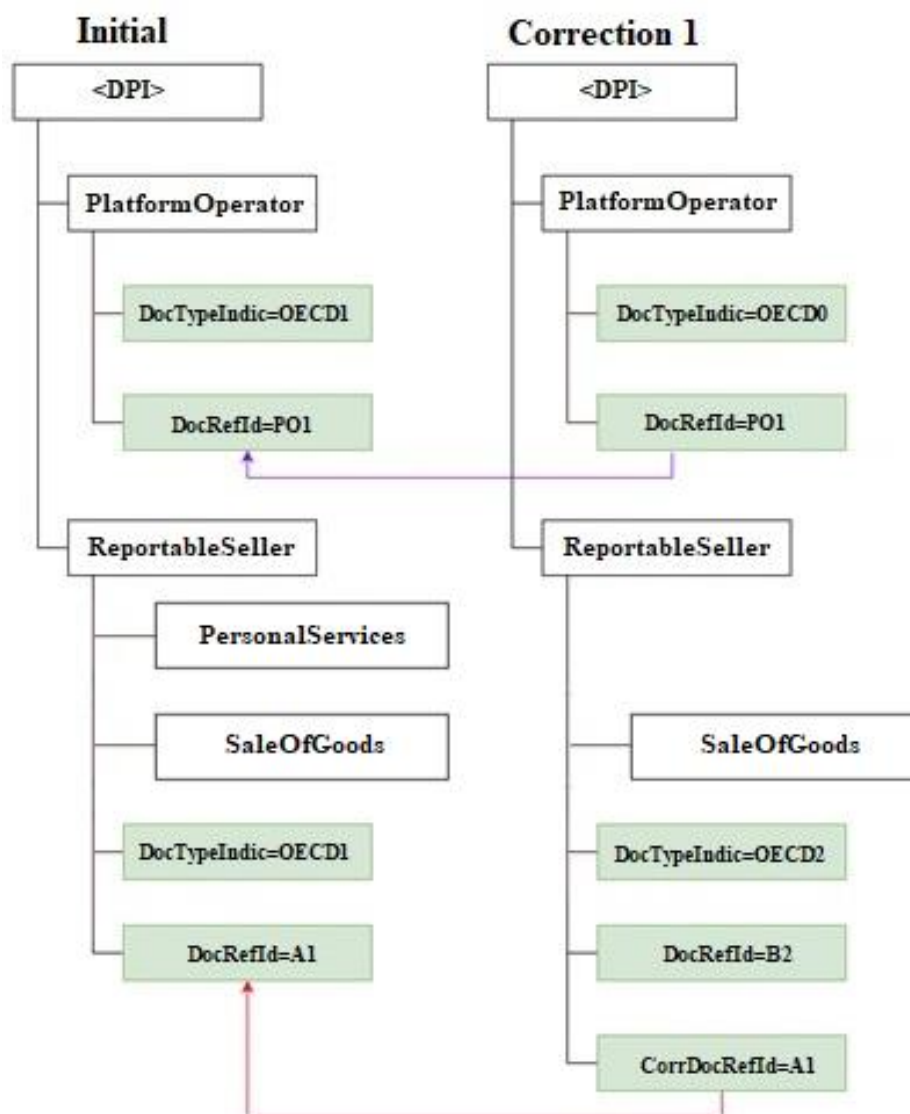 Initial
<DPI>
PlatformOperator
DocTypeIndic=OECD1
DocRefId=PO1
ReportableSeller
PersonalServices
SaleOfGoods
DocTypeIndic=OECD1
DocRefId=A1
Correction 1
<DPI>
PlatformOperator
DocTypeIndic=OECD0
DocRefId=PO1
ReportableSeller
SaleOfGoods
DocTypeIndic=OECD2
DocRefId=B2
CorrDocRefId=A1